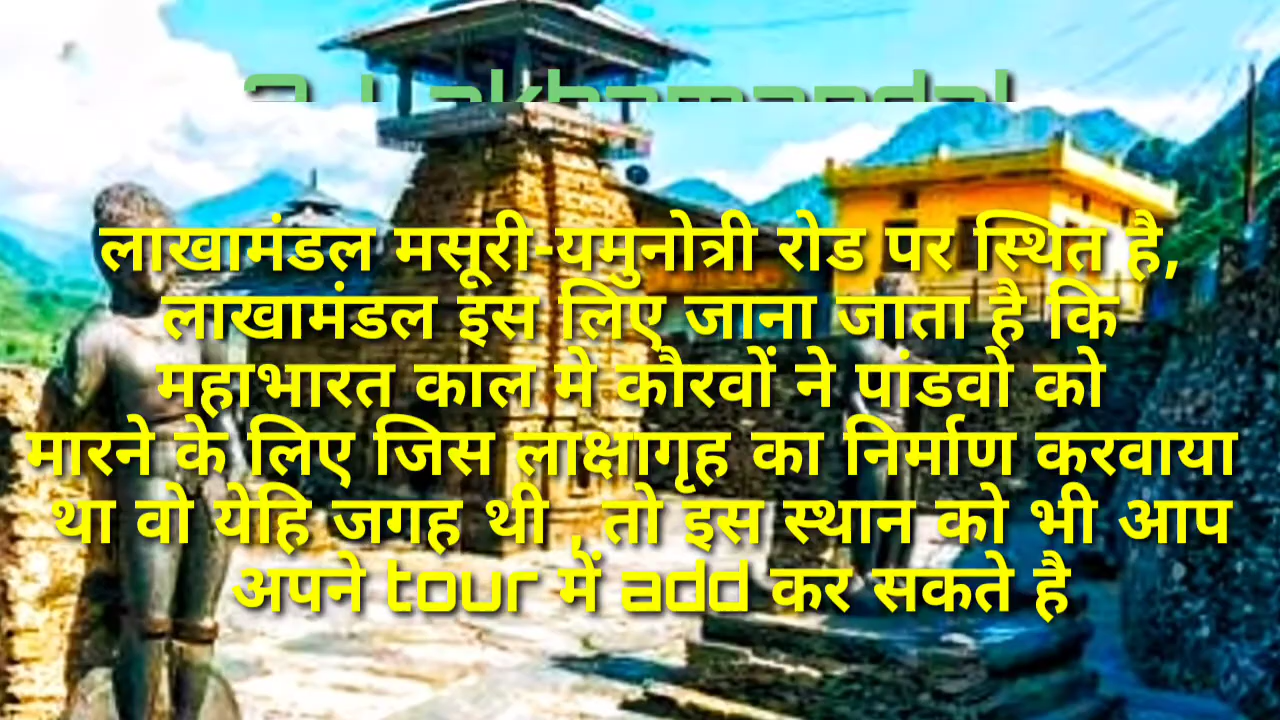 Lakhamandal
लाखामंडल मसूरी-यमुनोत्री रोड पर स्थित है,
लाखामंडल इस लिए जाना जाता है कि
महाभारत काल मे कौरवों ने पांडवो को
मारने के लिए जिस लाक्षागृह का निर्माण करवाया
था वो येहि जगह थी , तो इस स्थान को भी आप
अपने tour में add कर सकते है